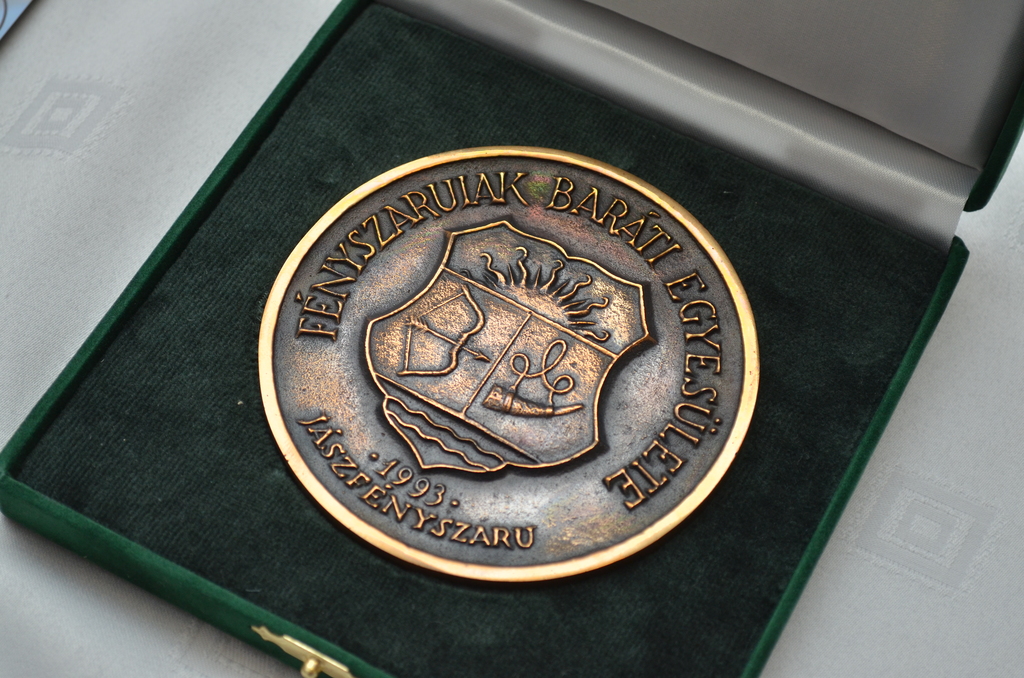 FÉNYSZARUIAK BARÁTI EGYESÜLETE
·1993·
JÁSZFÉNYSZARU